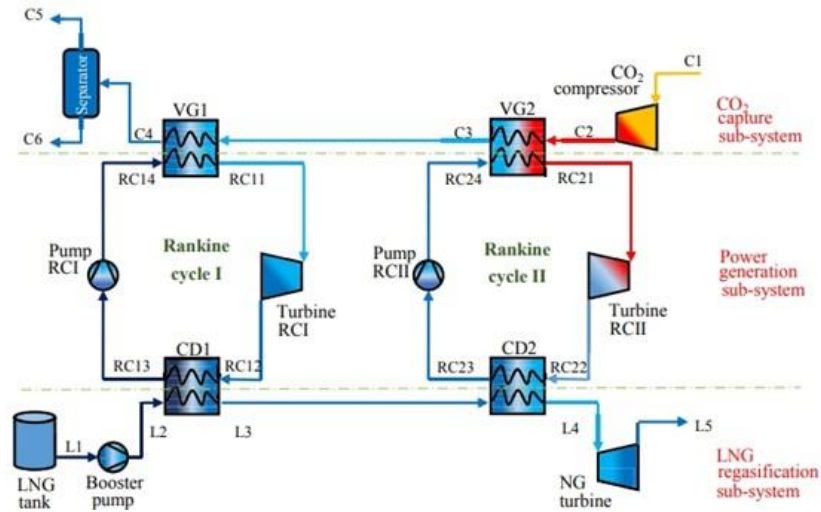 C5
C1
CO2
compressor
Separator
VG1
VG2
CO2
capture
sub-system
C6
C4
C3
C2
RC14
RC11
RC24
RC21
Pump
RCI
Rankine
cycle I
Pump
RCII
Rankine
cycle II
Power
generation
sub-system
Turbine
RCI
Turbine
RCII
CD1
CD2
RC13
RC12
RC23
RC22
L1
L2
L3
L4
L5
LNG
tank
Booster
pump
NG
turbine
LNG
regasification
sub-system